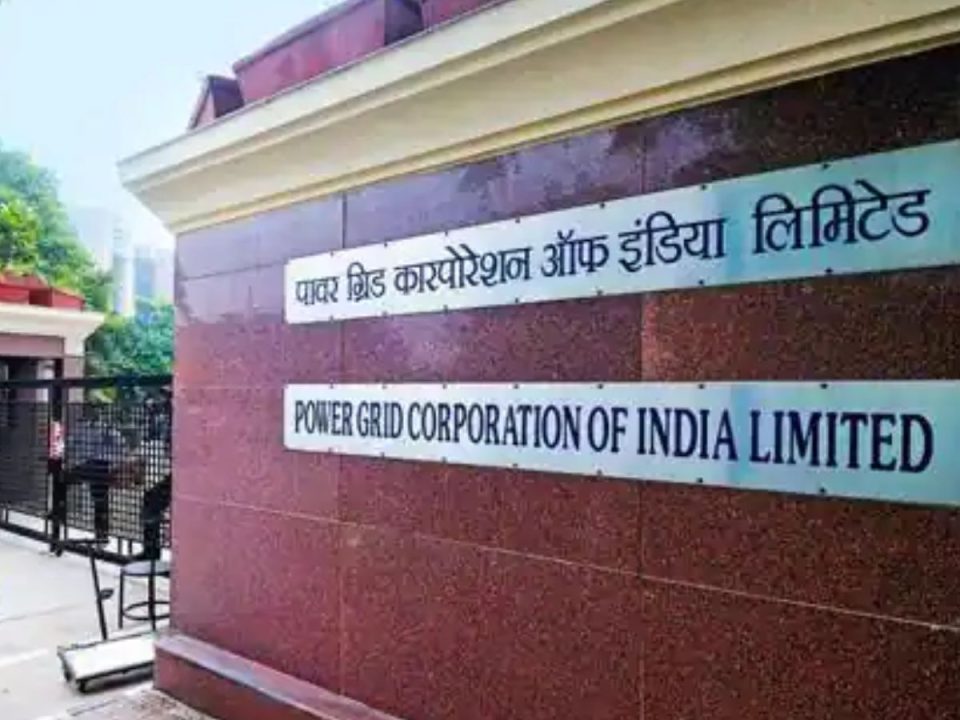 पावर ग्रिड कारपोरेशन ऑफ इंडिया लिमिटेड
POWER GRID CORPORATION OF INDIA LIMITED